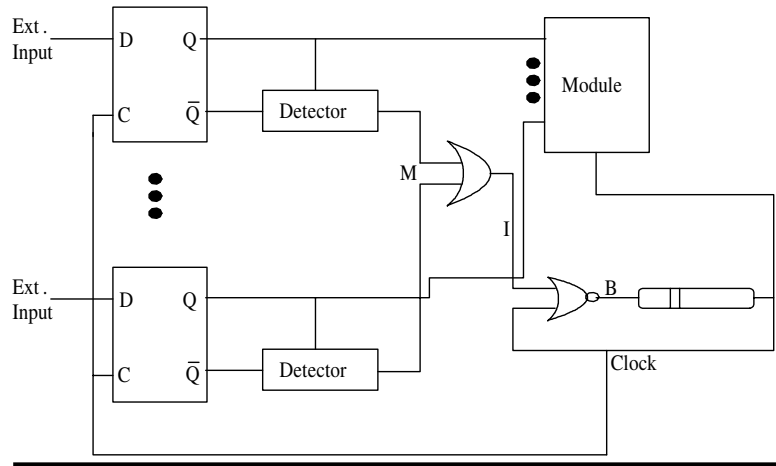 Ext .
Input
D
Q
C
Q̅
Detector
Module
M
I
B
Ext .
Input
D
Q
C
Q̅
Detector
Clock